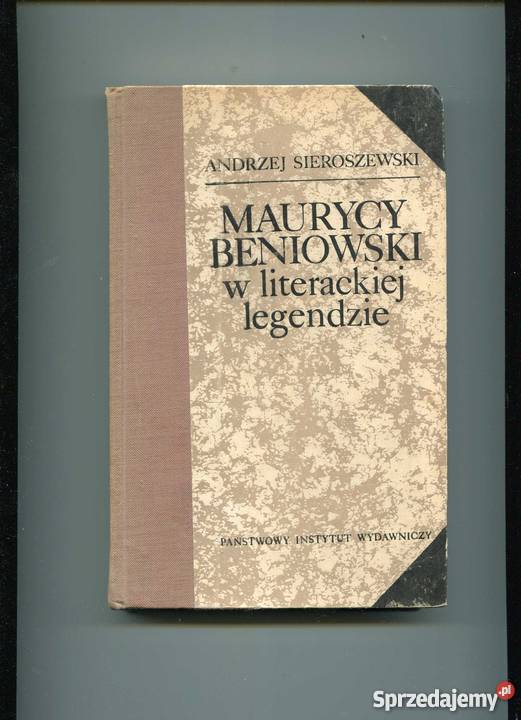 ANDRZEJ SIEROSZEWSKI
MAURYCY
BENIOWSKI
w literackiej
legendzie
PAŃSTWOWY INSTYTUT WYDAWNICZY
Sprzedajemy.pl